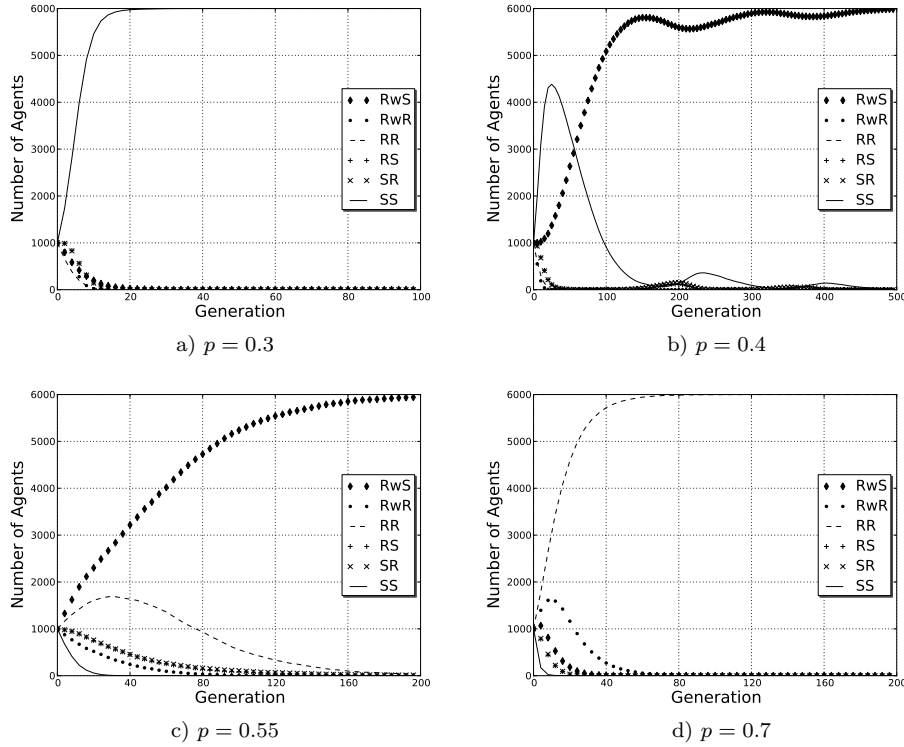 6000
5000
4000
3000
2000
1000
0
Number of Agents
RwS
RwR
RR
RS
SR
SS
0 20 40 60 80 100
Generation
a) p = 0.3
6000
5000
4000
3000
2000
1000
0
Number of Agents
RwS
RwR
RR
RS
SR
SS
0 100 200 300 400 500
Generation
b) p = 0.4
6000
5000
4000
3000
2000
1000
0
Number of Agents
RwS
RwR
RR
RS
SR
SS
0 40 80 120 160 200
Generation
c) p = 0.55
6000
5000
4000
3000
2000
1000
0
Number of Agents
RwS
RwR
RR
RS
SR
SS
0 40 80 120 160 200
Generation
d) p = 0.7